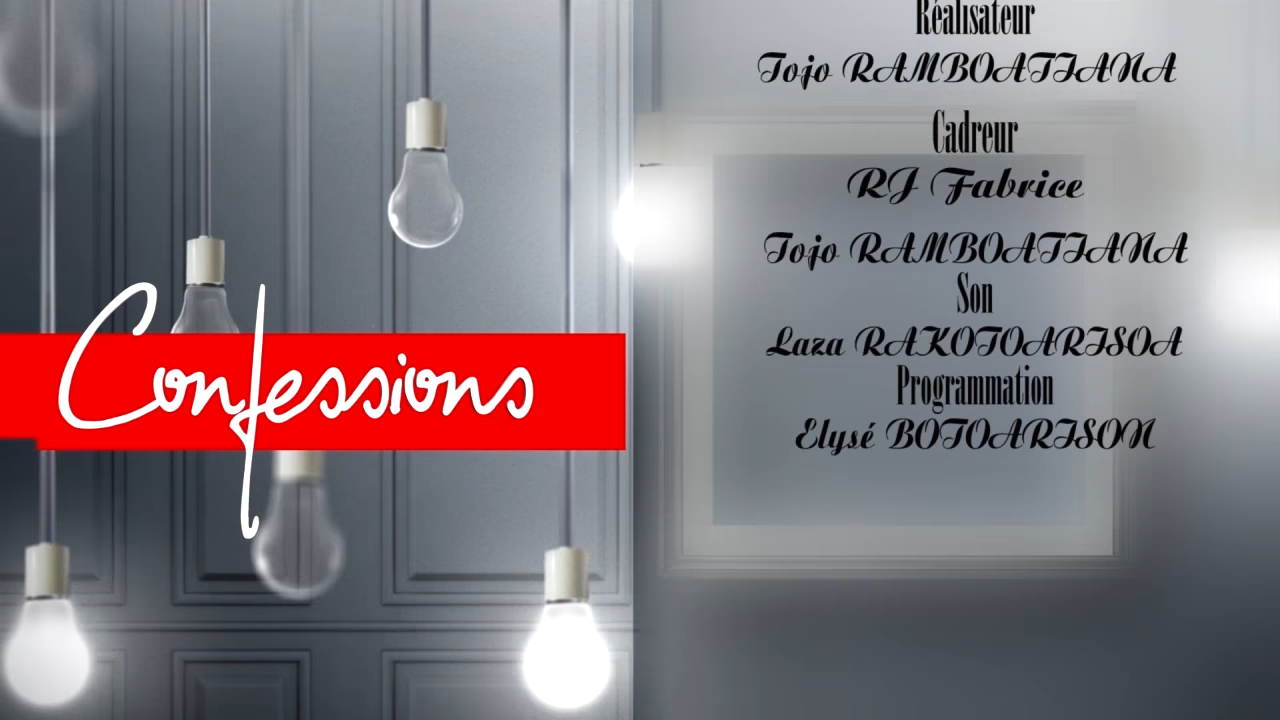 Confessions
Réalisateur
Tojo RAMBOATIANA
Cadreur
RJ Fabrice
Tojo RAMBOATIANA
Son
Laza RAKOTOARISOA
Programmation
Elysé BOTOARISON